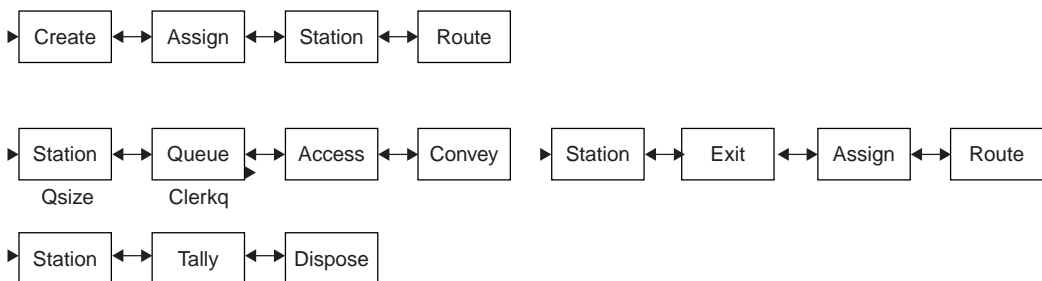 Create Assign Station Route
Station Queue Access Convey Station Exit Assign Route
Qsize Clerkq
Station Tally Dispose